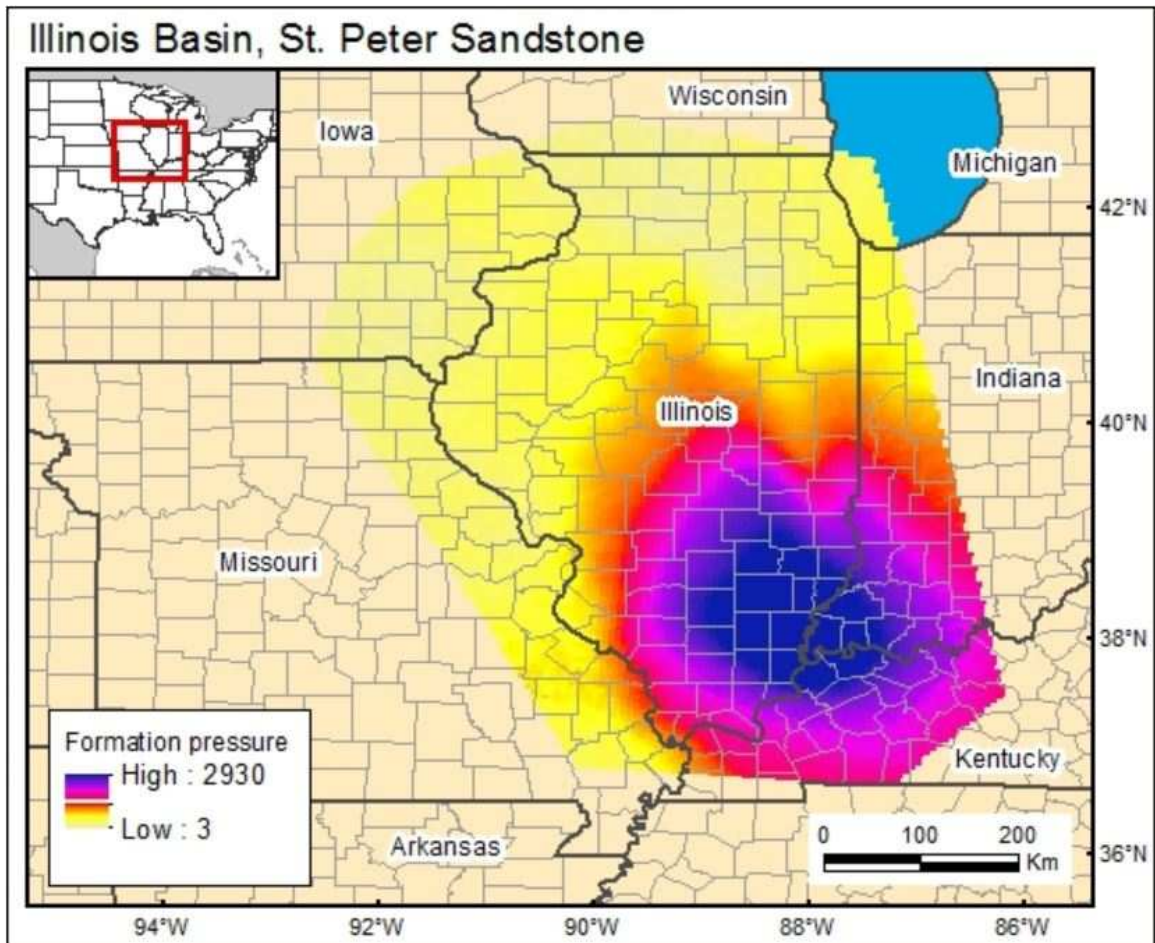 Illinois Basin, St. Peter Sandstone
Wisconsin
Iowa
Michigan
42°N
Indiana
Illinois
40°N
Missouri
38°N
Formation pressure
High : 2930
Low : 3
Kentucky
Arkansas
0 100 200
Km
36°N
94°W 92°W 90°W 88°W 86°W